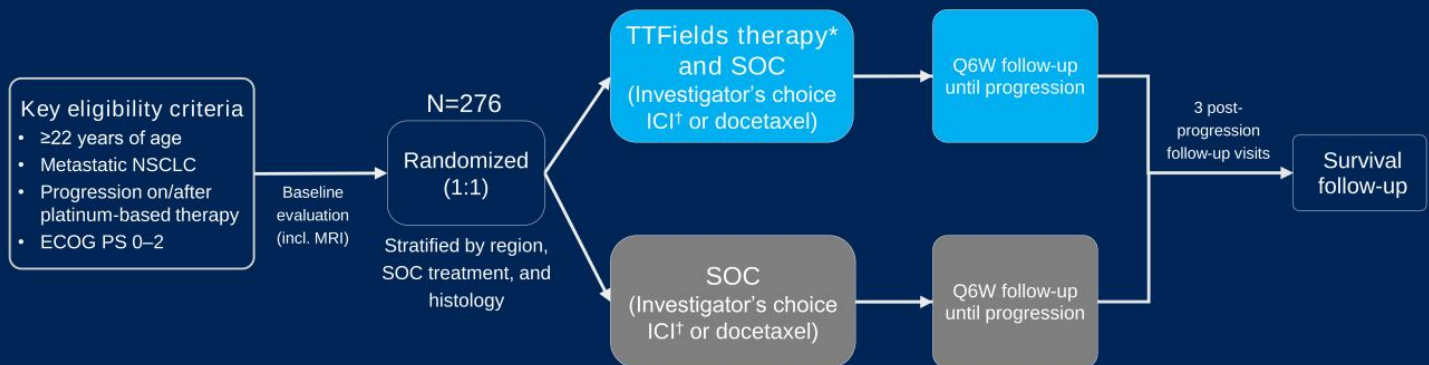 Key eligibility criteria
• ≥22 years of age
• Metastatic NSCLC
• Progression on/after
platinum-based therapy
• ECOG PS 0–2
Baseline
evaluation
(incl. MRI)
N=276
Randomized
(1:1)
Stratified by region,
SOC treatment, and
histology
TTFields therapy*
and SOC
(Investigator's choice
ICI† or docetaxel)
Q6W follow-up
until progression
SOC
(Investigator's choice
ICI† or docetaxel)
Q6W follow-up
until progression
3 post-
progression
follow-up visits
Survival
follow-up